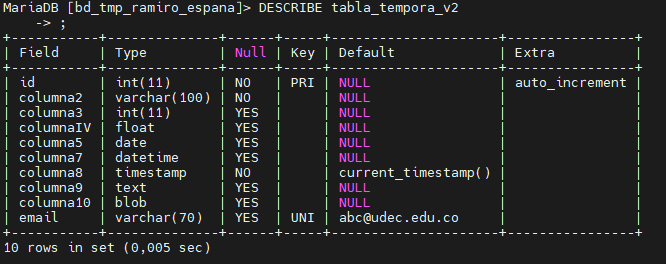 MariaDB [bd_tmp_ramiro_espana]> DESCRIBE tabla_tempora_v2
    -> ;
+-----------+--------------+------+-----+---------------------+----------------+
| Field     | Type         | Null | Key | Default             | Extra          |
+-----------+--------------+------+-----+---------------------+----------------+
| id        | int(11)      | NO   | PRI | NULL                | auto_increment |
| columna2  | varchar(100) | NO   |     | NULL                |                |
| columna3  | int(11)      | YES  |     | NULL                |                |
| columnaIV | float        | YES  |     | NULL                |                |
| columna5  | date         | YES  |     | NULL                |                |
| columna7  | datetime     | YES  |     | NULL                |                |
| columna8  | timestamp    | NO   |     | current_timestamp() |                |
| columna9  | text         | YES  |     | NULL                |                |
| columna10 | blob         | YES  |     | NULL                |                |
| email     | varchar(70)  | YES  | UNI | abc@udec.edu.co     |                |
+-----------+--------------+------+-----+---------------------+----------------+
10 rows in set (0,005 sec)